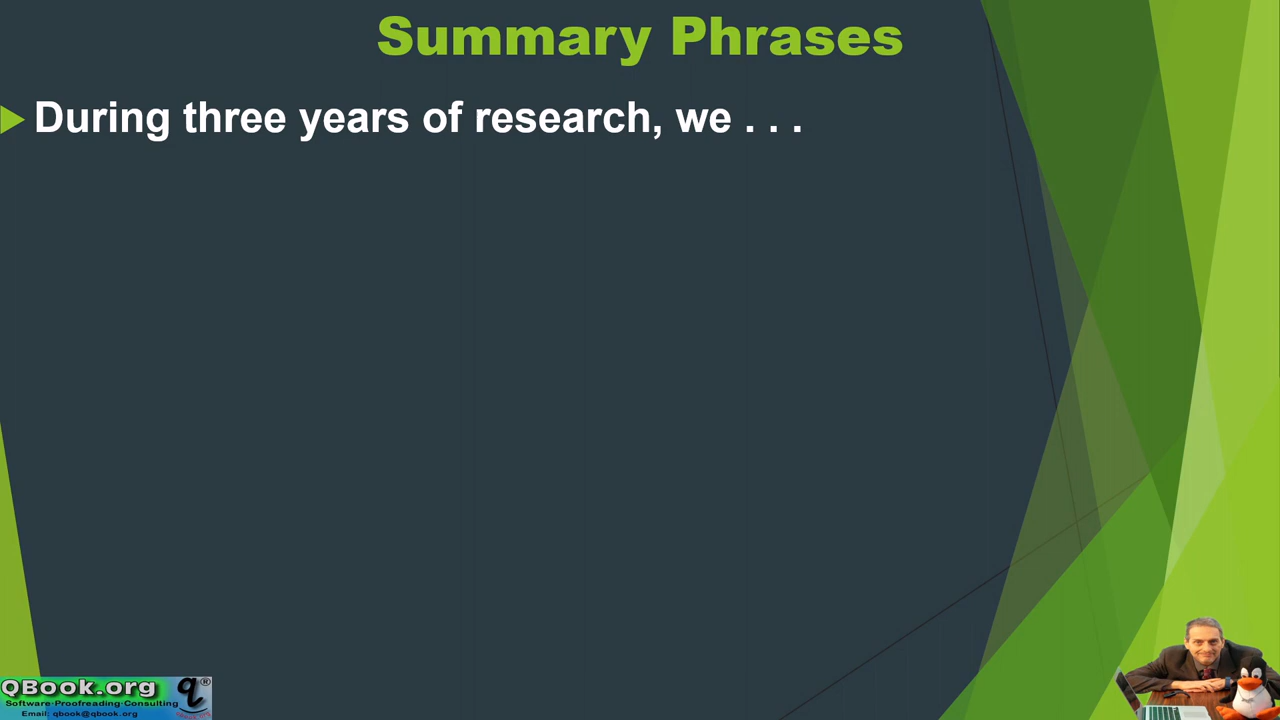 Summary Phrases
During three years of research, we . . .
QBook.org
q®
Software·Proofreading·Consulting
Email: qbook@qbook.org